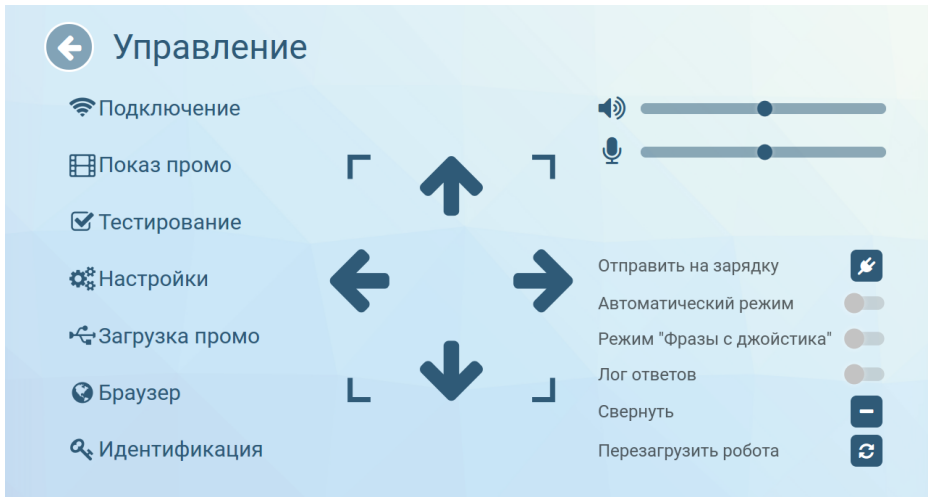 Управление
Подключение
Показ промо
Тестирование
Настройки
Загрузка промо
Браузер
Идентификация
Отправить на зарядку
Автоматический режим
Режим "Фразы с джойстика"
Лог ответов
Свернуть
Перезагрузить робота